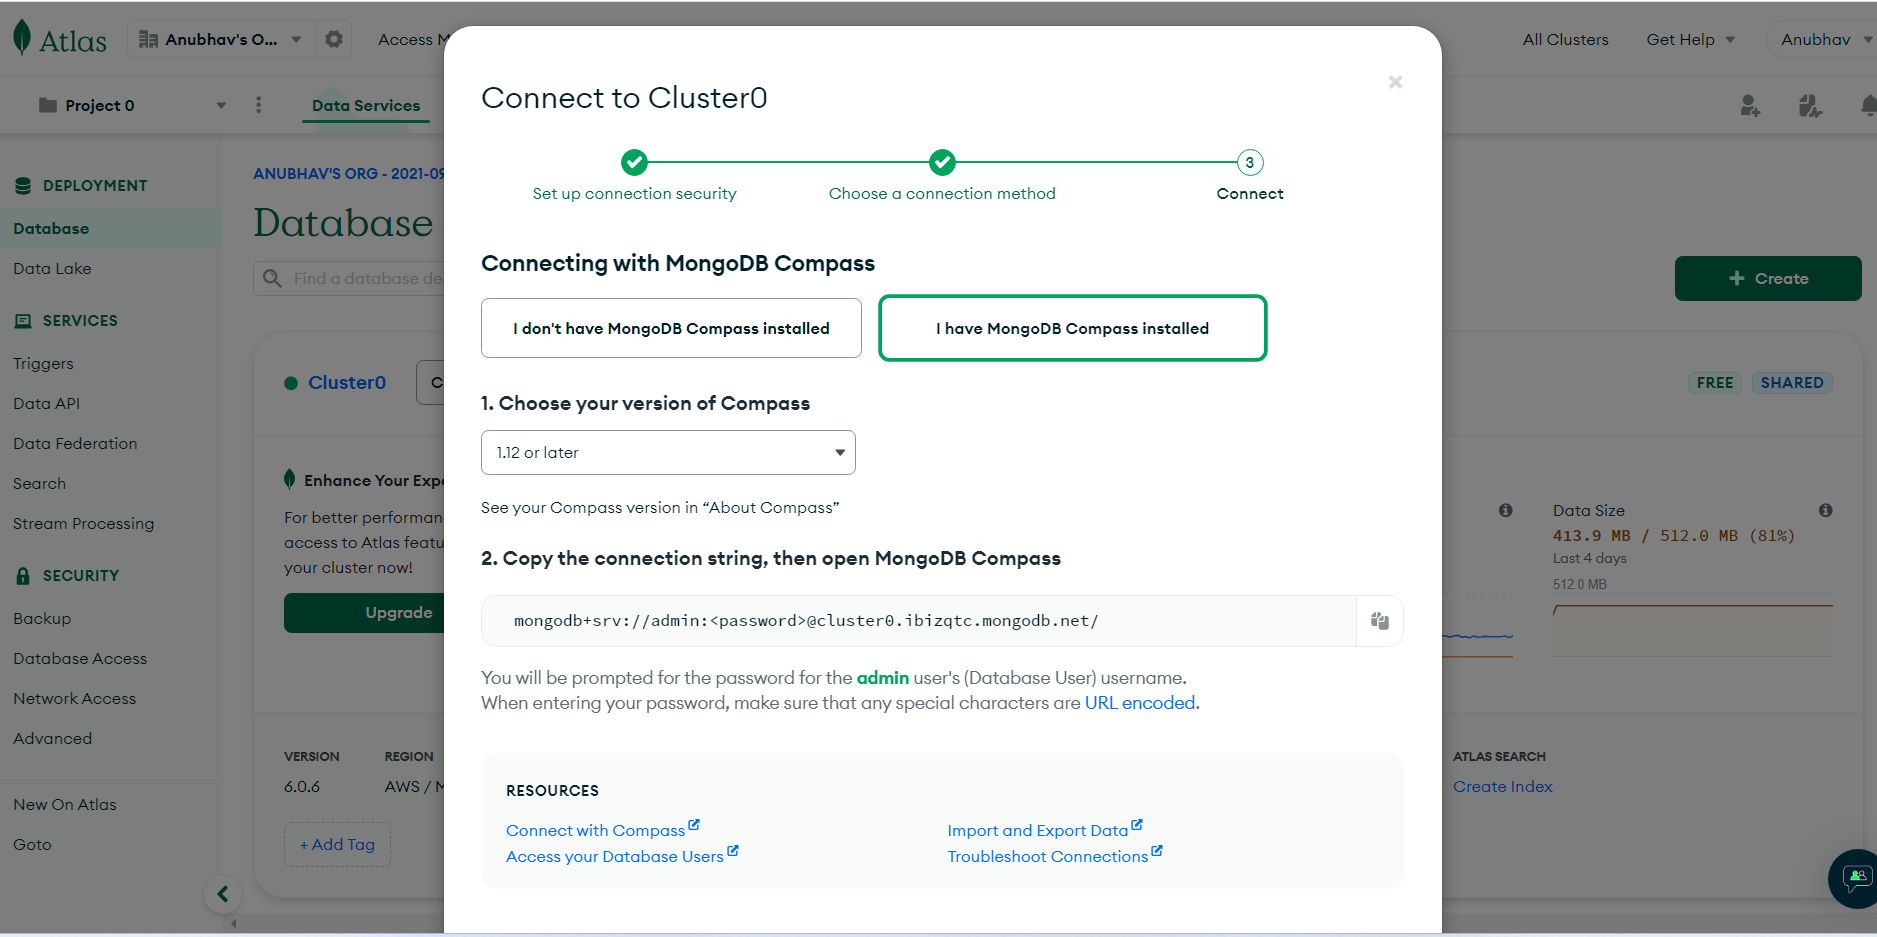 Atlas
Anubhav's O...
Access M
All Clusters
Get Help
Anubhav
Project 0
Data Services
DEPLOYMENT
Database
Data Lake
SERVICES
Triggers
Data API
Data Federation
Search
Stream Processing
SECURITY
Backup
Database Access
Network Access
Advanced
New On Atlas
Goto
ANUBHAV'S ORG - 2021-09
Database
Find a database de
+ Create
Cluster0
C
FREE
SHARED
Enhance Your Expe
For better performan
access to Atlas featu
your cluster now!
Upgrade
VERSION
6.0.6
REGION
AWS / M
+ Add Tag
Connect to Cluster0
×
Set up connection security
Choose a connection method
3
Connect
Connecting with MongoDB Compass
I don't have MongoDB Compass installed
I have MongoDB Compass installed
1. Choose your version of Compass
1.12 or later
See your Compass version in “About Compass”
2. Copy the connection string, then open MongoDB Compass
mongodb+srv://admin:<password>@cluster0.ibizqtc.mongodb.net/
You will be prompted for the password for the admin user's (Database User) username.
When entering your password, make sure that any special characters are URL encoded.
RESOURCES
Connect with Compass
Import and Export Data
Access your Database Users
Troubleshoot Connections
Data Size
413.9 MB / 512.0 MB (81%)
Last 4 days
512.0 MB
ATLAS SEARCH
Create Index